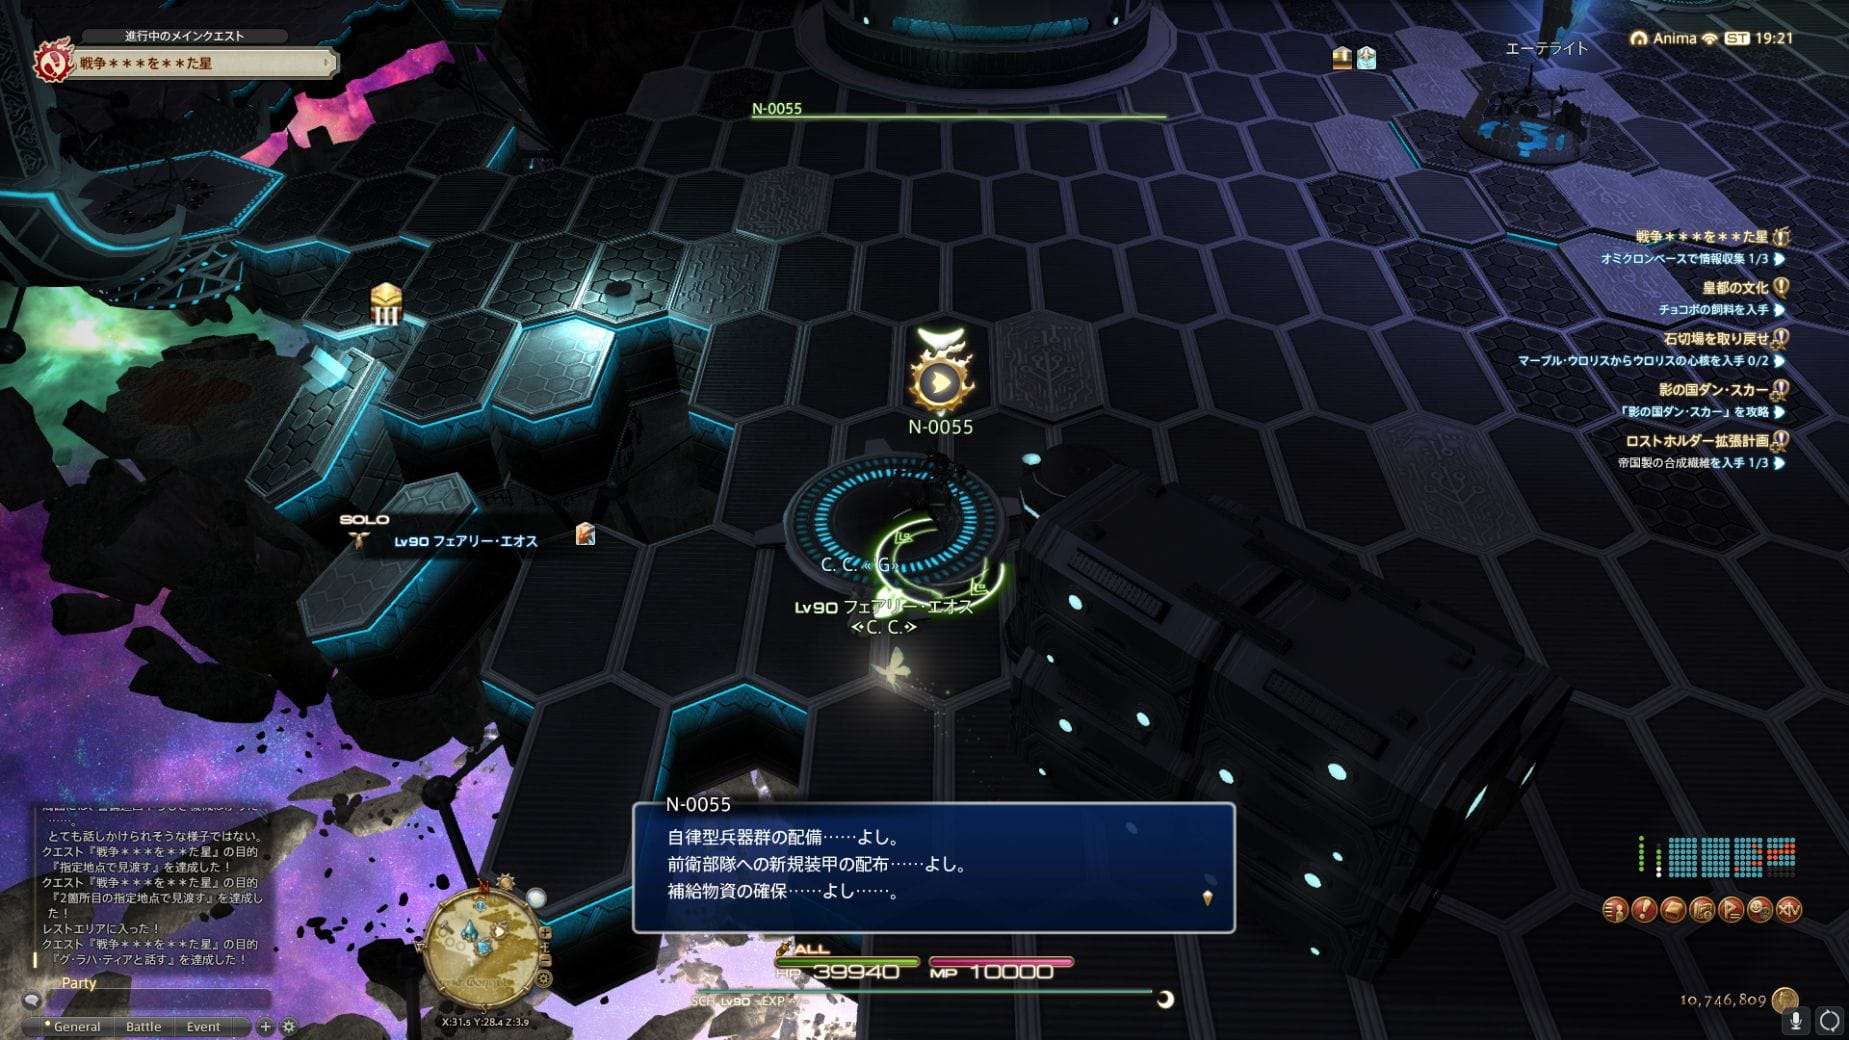 進行中のメインクエスト
戦争＊＊＊を＊＊た星
N-0055
エーテライト
Anima ST 19:21
戦争＊＊＊を＊＊た星
オミクロンベースで情報収集 1/3
皇都の文化
チョコボの飼料を入手
石切場を取り戻せ
マーブル・ウロリスからウロリスの心核を入手 0/2
影の国ダン・スカー
「影の国ダン・スカー」を攻略
ロストホルダー拡張計画
帝国製の合成繊維を入手 1/3
N-0055
SOLO
Lv90 フェアリー・エオス
C. C. «G»
Lv90 フェアリー・エオス
<C. C.>
N-0055
自律型兵器群の配備……よし。
前衛部隊への新規装甲の配布……よし。
補給物資の確保……よし……。
……。
とても話しかけられそうな様子ではない。
クエスト『戦争＊＊＊を＊＊た星』の目的
『指定地点で見渡す』を達成した！
クエスト『戦争＊＊＊を＊＊た星』の目的
『2箇所目の指定地点で見渡す』を達成し
た！
レストエリアに入った！
クエスト『戦争＊＊＊を＊＊た星』の目的
『グ・ラハ・ティアと話す』を達成した！
Party
General Battle Event
X:31.5 Y:28.4 Z:3.9
ALL
HP 39940 MP 10000
SCH Lv90 EXP
10,746,809